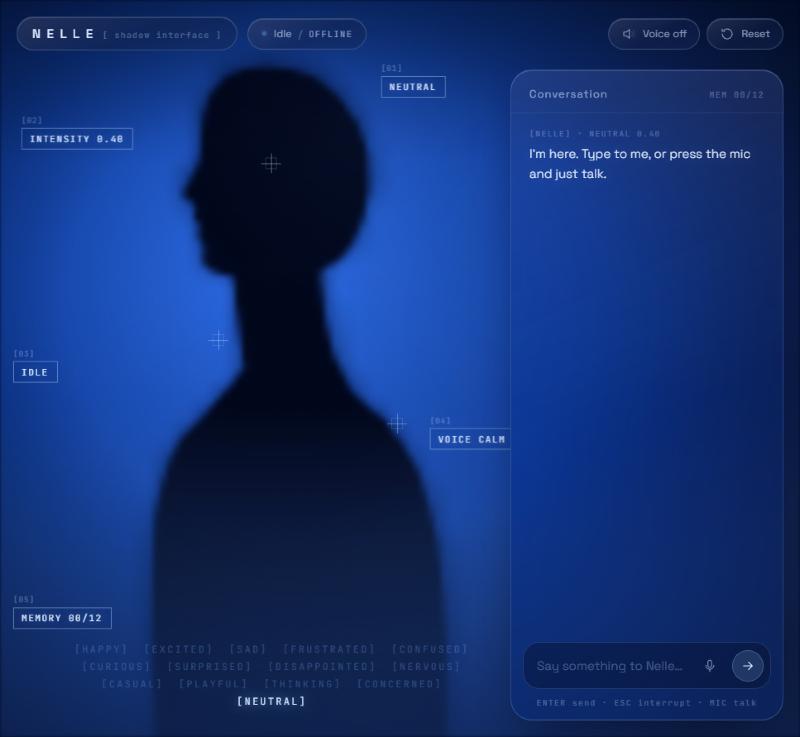 NELLE [ shadow interface ]
Idle / OFFLINE
Voice off
Reset
[01]
NEUTRAL
[02]
INTENSITY 0.40
[03]
IDLE
[04]
VOICE CALM
[05]
MEMORY 00/12
[HAPPY] [EXCITED] [SAD] [FRUSTRATED] [CONFUSED]
[CURIOUS] [SURPRISED] [DISAPPOINTED] [NERVOUS]
[CASUAL] [PLAYFUL] [THINKING] [CONCERNED]
[NEUTRAL]
Conversation
MEM 00/12
[NELLE] · NEUTRAL 0.40
I'm here. Type to me, or press the mic
and just talk.
Say something to Nelle...
ENTER send · ESC interrupt · MIC talk